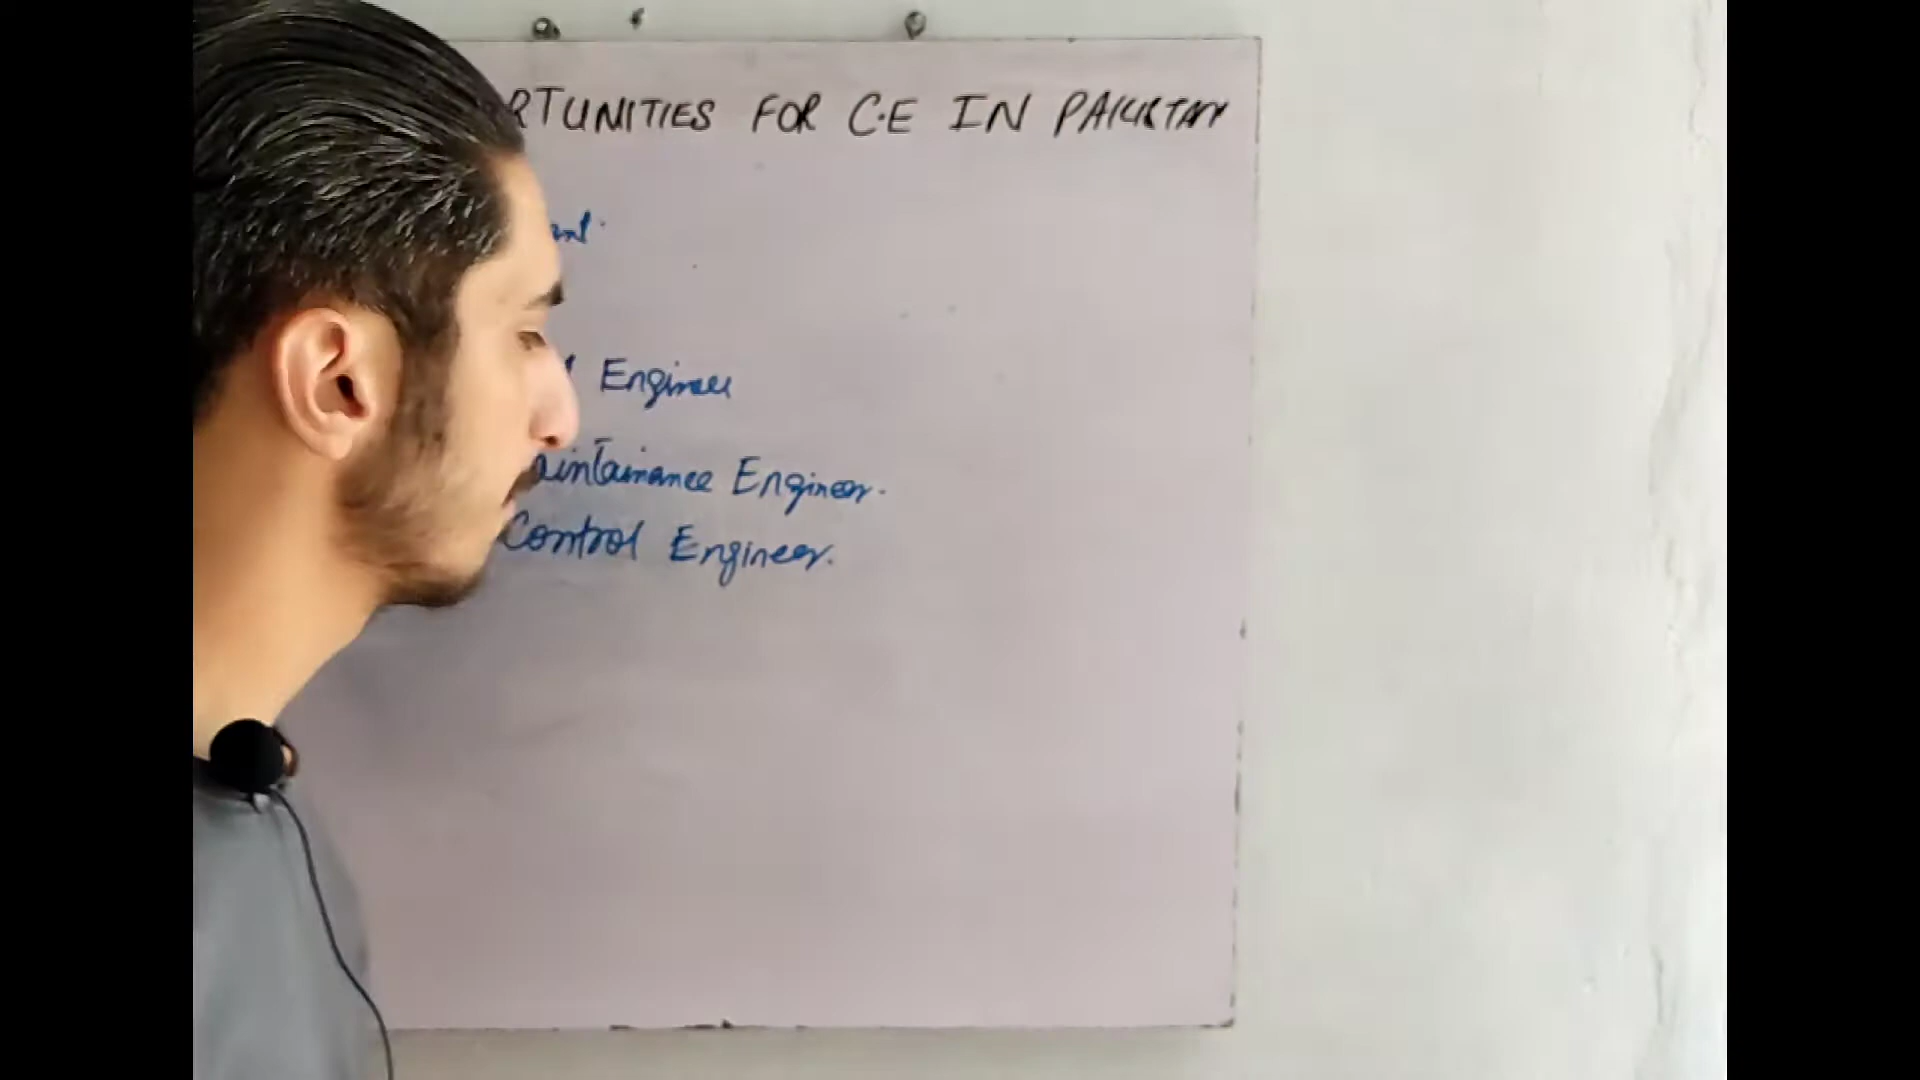 RTUNITIES FOR C.E IN PAKISTAN
Engineer
aintainance Engineer.
Control Engineer.